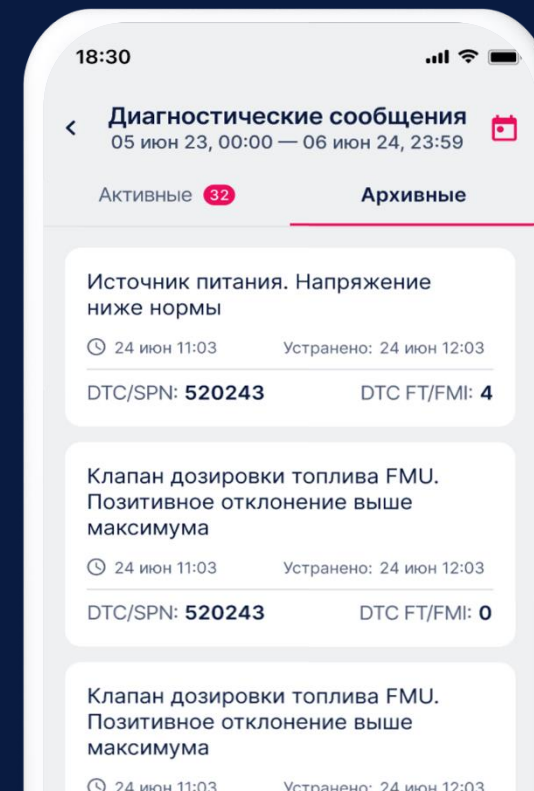 18:30
Диагностические сообщения
05 июн 23, 00:00 — 06 июн 24, 23:59
Активные 32 Архивные
Источник питания. Напряжение
ниже нормы
24 июн 11:03 Устранено: 24 июн 12:03
DTC/SPN: 520243 DTC FT/FMI: 4
Клапан дозировки топлива FMU.
Позитивное отклонение выше
максимума
24 июн 11:03 Устранено: 24 июн 12:03
DTC/SPN: 520243 DTC FT/FMI: 0
Клапан дозировки топлива FMU.
Позитивное отклонение выше
максимума
24 июн 11:03 Устранено: 24 июн 12:03